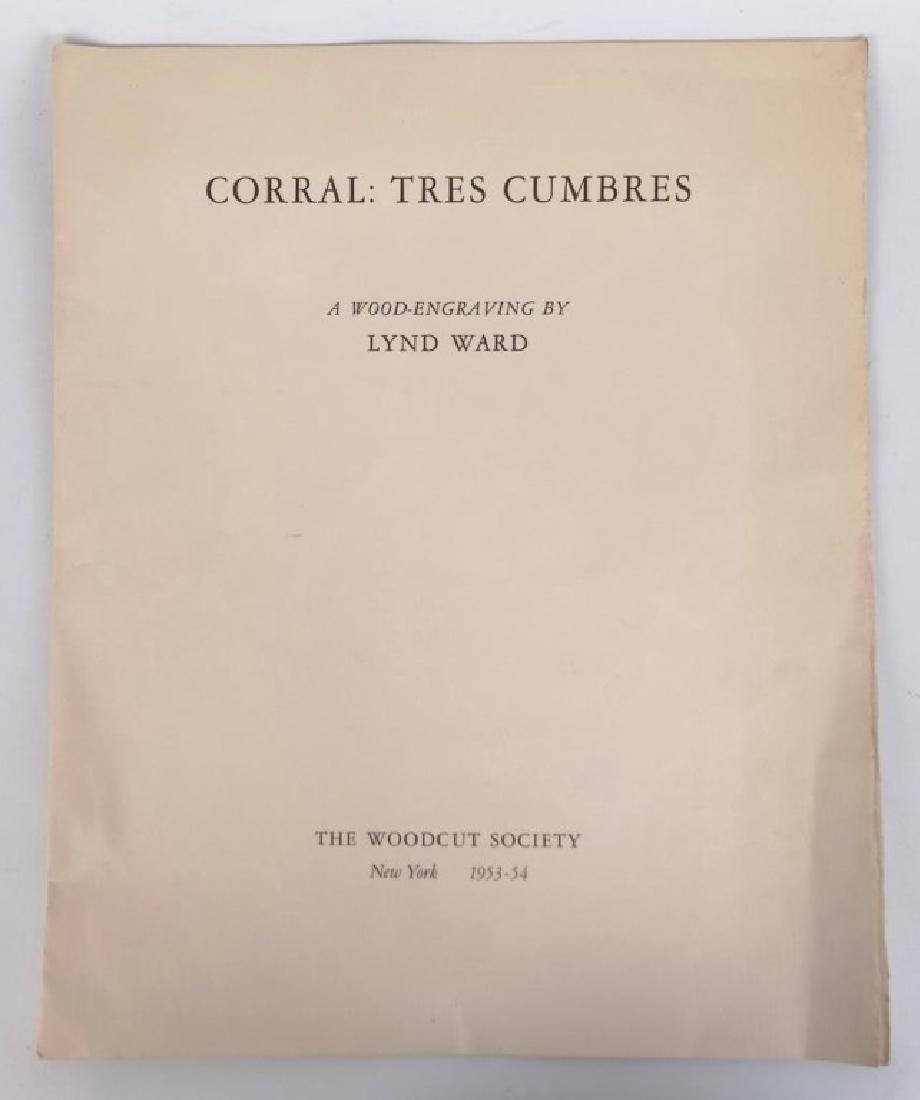 CORRAL: TRES CUMBRES
A WOOD-ENGRAVING BY
LYND WARD
THE WOODCUT SOCIETY
New York 1953-54